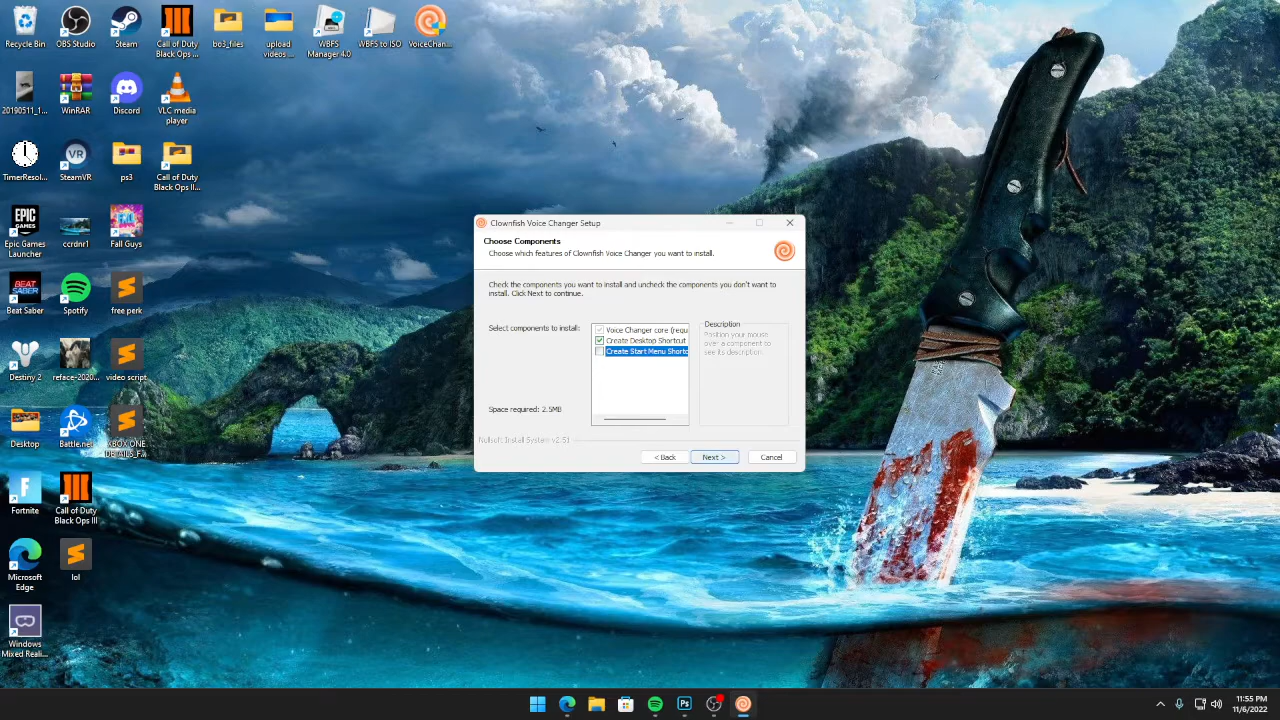 Recycle Bin
OBS Studio
Steam
Call of Duty
Black Ops ...
bo3_files
upload
videos ...
WBFS
Manager 4.0
WBFS to ISO
VoiceChan...
20190511_1...
WinRAR
Discord
VLC media
player
TimerResol...
VR
SteamVR
ps3
Call of Duty
Black Ops II...
EPIC
GAMES
Epic Games
Launcher
ccrdnr1
Fall Guys
BEAT
SABER
Beat Saber
Spotify
free perk
Destiny 2
reface-2020...
video script
Desktop
Battle.net
XBOX ONE
DETAILS_F...
Fortnite
Call of Duty
Black Ops III
Microsoft
Edge
lol
Windows
Mixed Reali...
Clownfish Voice Changer Setup
Choose Components
Choose which features of Clownfish Voice Changer you want to install.
Check the components you want to install and uncheck the components you don't want to
install. Click Next to continue.
Select components to install:
Voice Changer core (requ
Create Desktop Shortcut
Create Start Menu Shortc
Description
Position your mouse
over a component to
see its description.
Space required: 2.5MB
Nullsoft Install System v2.51
< Back
Next >
Cancel
Ps
11:55 PM
11/6/2022